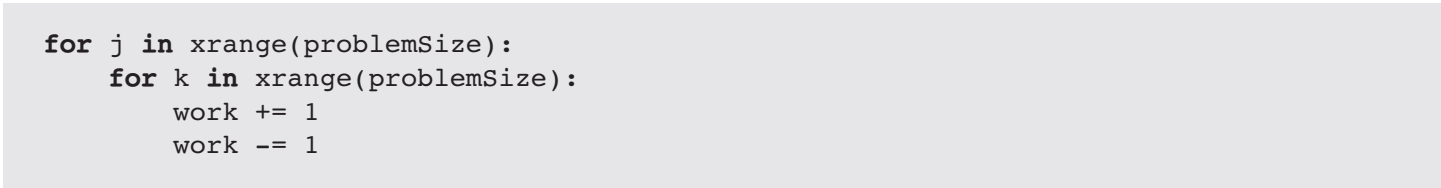 for j in xrange(problemSize):
    for k in xrange(problemSize):
        work += 1
        work -= 1